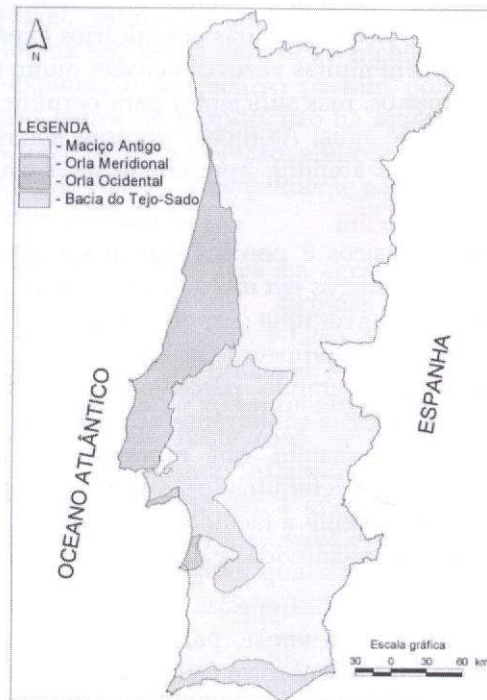 N
LEGENDA
- Maciço Antigo
- Orla Meridional
- Orla Ocidental
- Bacia do Tejo-Sado
OCEANO ATLÂNTICO
ESPANHA
Escala gráfica
30 0 30 60
km